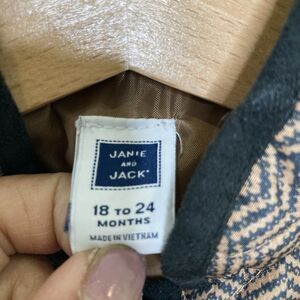 JANIE
AND
JACK®
18 TO 24
MONTHS
MADE IN VIETNAM